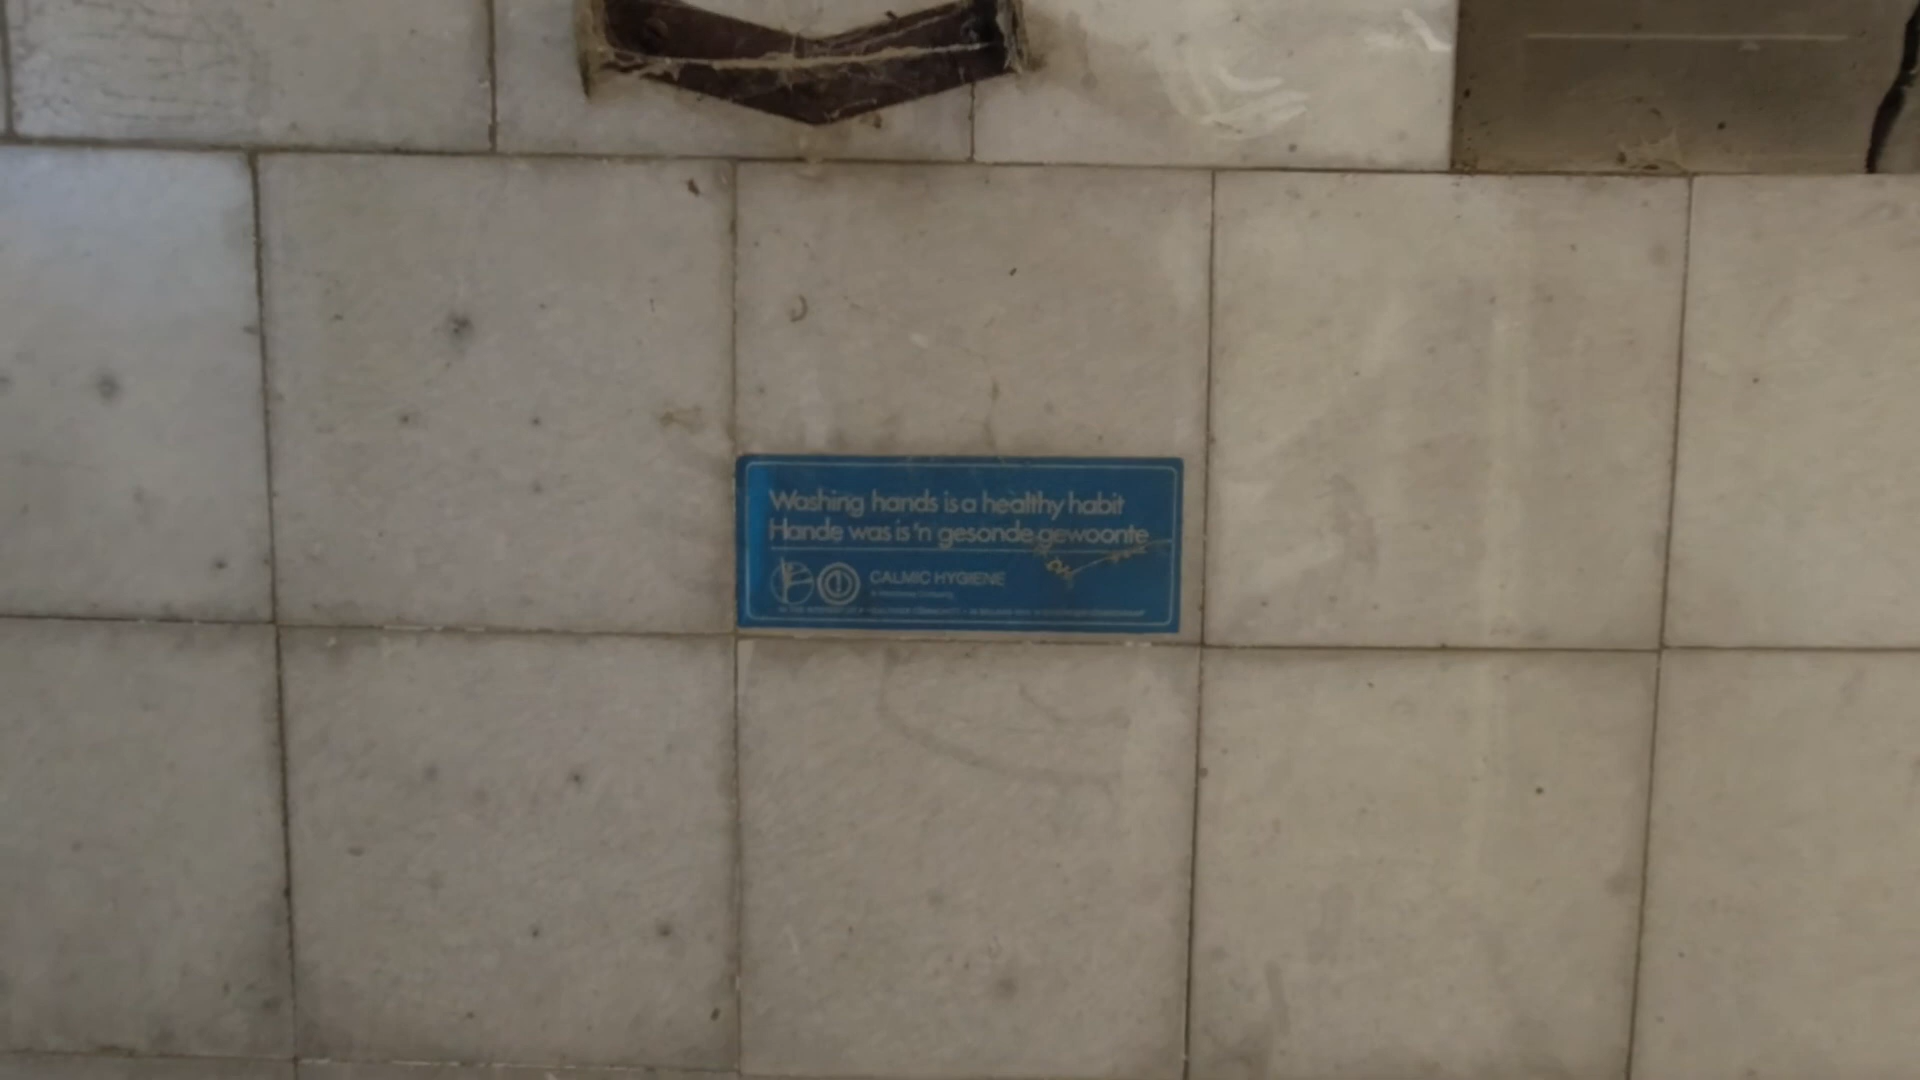 Washing hands is a healthy habit
Hande was is 'n gesonde gewoonte
CALMIC HYGIENE